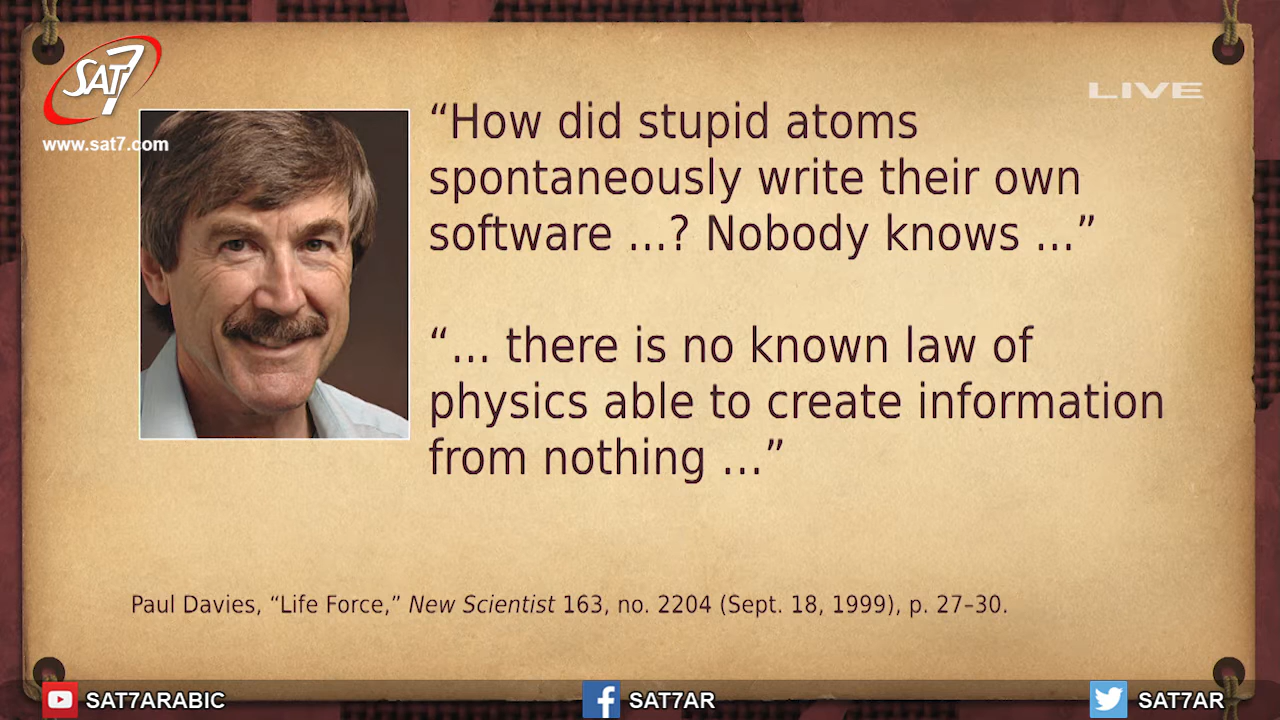 SAT7
www.sat7.com
LIVE
“How did stupid atoms
spontaneously write their own
software ...? Nobody knows ...”
“... there is no known law of
physics able to create information
from nothing ...”
Paul Davies, “Life Force,” New Scientist 163, no. 2204 (Sept. 18, 1999), p. 27–30.
SAT7ARABIC
SAT7AR
SAT7AR